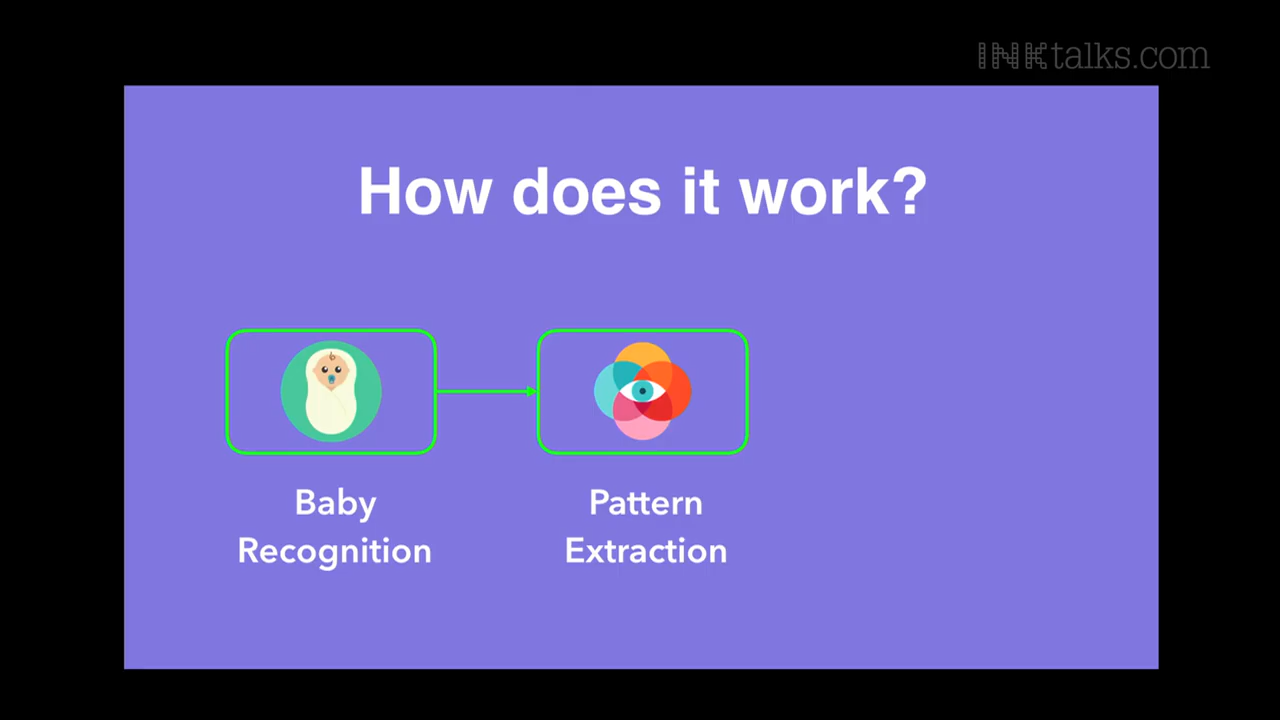 INKtalks.com
How does it work?
Baby
Recognition
Pattern
Extraction